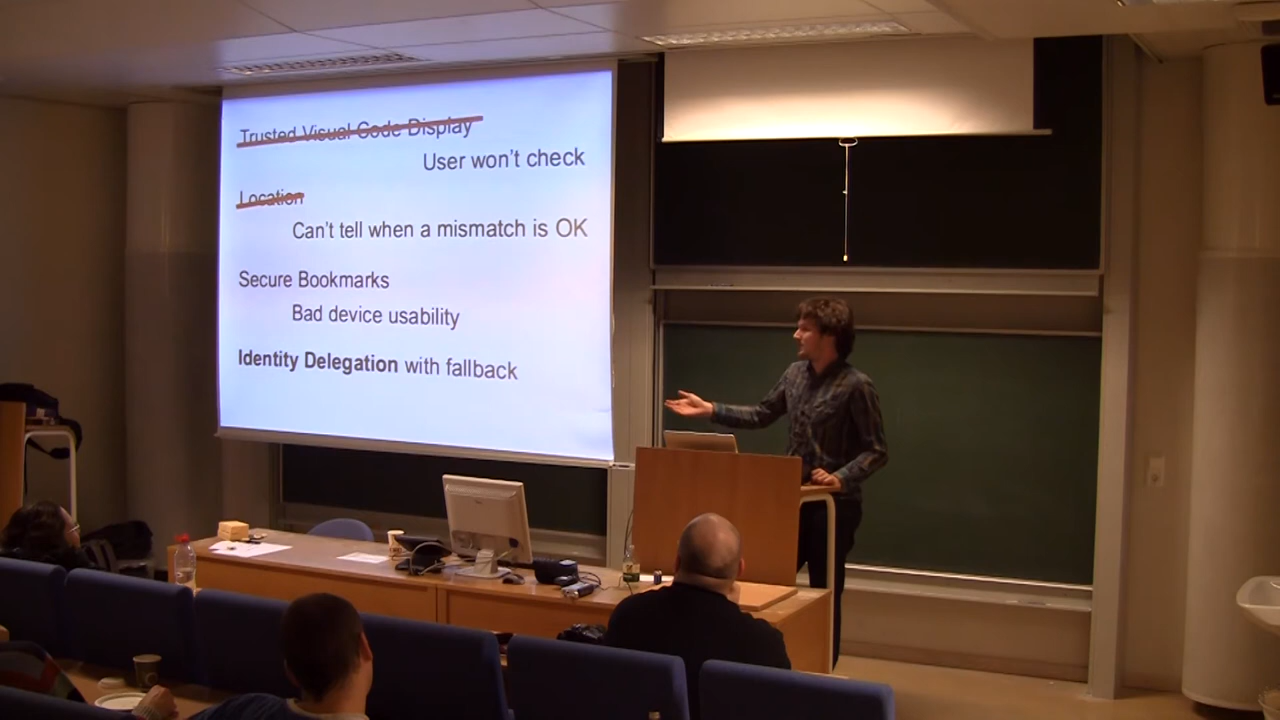 Trusted Visual Code Display
User won't check
Location
Can't tell when a mismatch is OK
Secure Bookmarks
Bad device usability
Identity Delegation with fallback